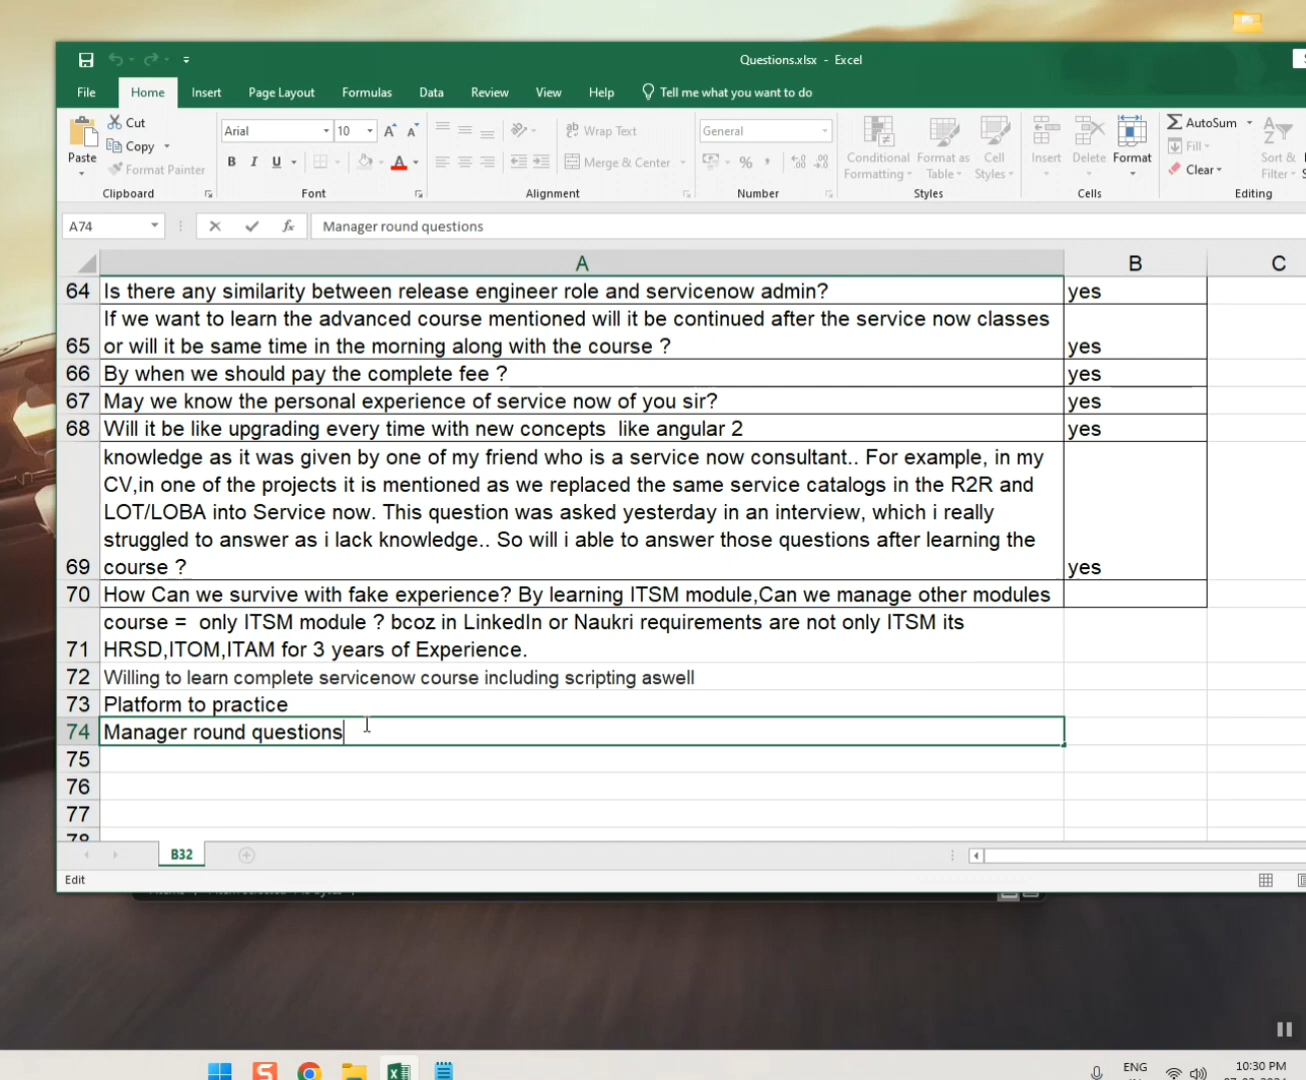 Questions.xlsx - Excel
File Home Insert Page Layout Formulas Data Review View Help Tell me what you want to do
Paste
Cut
Copy
Format Painter
Clipboard
Arial 10
B I U
Font
Wrap Text
Merge & Center
Alignment
General
Number
Conditional Formatting
Format as Table
Cell Styles
Styles
Insert Delete Format
Cells
AutoSum
Fill
Clear
Sort &
Filter
Editing
A74 fx Manager round questions
A B C
64 Is there any similarity between release engineer role and servicenow admin? yes
If we want to learn the advanced course mentioned will it be continued after the service now classes
65 or will it be same time in the morning along with the course ? yes
66 By when we should pay the complete fee ? yes
67 May we know the personal experience of service now of you sir? yes
68 Will it be like upgrading every time with new concepts  like angular 2 yes
knowledge as it was given by one of my friend who is a service now consultant.. For example, in my
CV,in one of the projects it is mentioned as we replaced the same service catalogs in the R2R and
LOT/LOBA into Service now. This question was asked yesterday in an interview, which i really
struggled to answer as i lack knowledge.. So will i able to answer those questions after learning the
69 course ? yes
70 How Can we survive with fake experience? By learning ITSM module,Can we manage other modules
course =  only ITSM module ? bcoz in LinkedIn or Naukri requirements are not only ITSM its
71 HRSD,ITOM,ITAM for 3 years of Experience.
72 Willing to learn complete servicenow course including scripting aswell
73 Platform to practice
74 Manager round questions
75
76
77
78
B32
Edit
ENG
10:30 PM